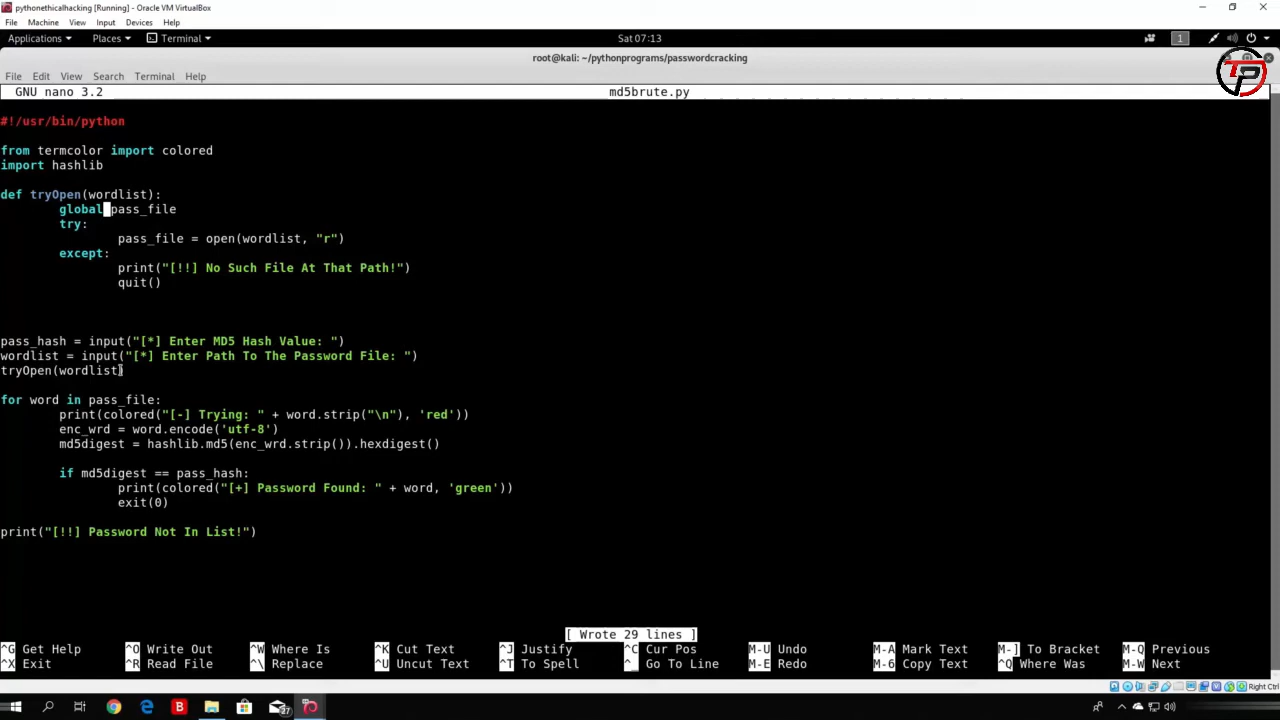 pythonethicalhacking [Running] - Oracle VM VirtualBox
File Machine View Input Devices Help
Applications Places Terminal Sat 07:13 1
root@kali: ~/pythonprograms/passwordcracking
TP
File Edit View Search Terminal Help
GNU nano 3.2 md5brute.py
#!/usr/bin/python
from termcolor import colored
import hashlib
def tryOpen(wordlist):
global pass_file
try:
pass_file = open(wordlist, "r")
except:
print("[!!] No Such File At That Path!")
quit()
pass_hash = input("[*] Enter MD5 Hash Value: ")
wordlist = input("[*] Enter Path To The Password File: ")
tryOpen(wordlist)
for word in pass_file:
print(colored("[-] Trying: " + word.strip("\n"), 'red'))
enc_wrd = word.encode('utf-8')
md5digest = hashlib.md5(enc_wrd.strip()).hexdigest()
if md5digest == pass_hash:
print(colored("[+] Password Found: " + word, 'green'))
exit(0)
print("[!!] Password Not In List!")
[ Wrote 29 lines ]
^G Get Help ^O Write Out ^W Where Is ^K Cut Text ^J Justify ^C Cur Pos M-U Undo M-A Mark Text M-] To Bracket M-Q Previous
^X Exit ^R Read File ^\ Replace ^U Uncut Text ^T To Spell ^_ Go To Line M-E Redo M-6 Copy Text ^Q Where Was M-W Next
Right Ctrl
B 27